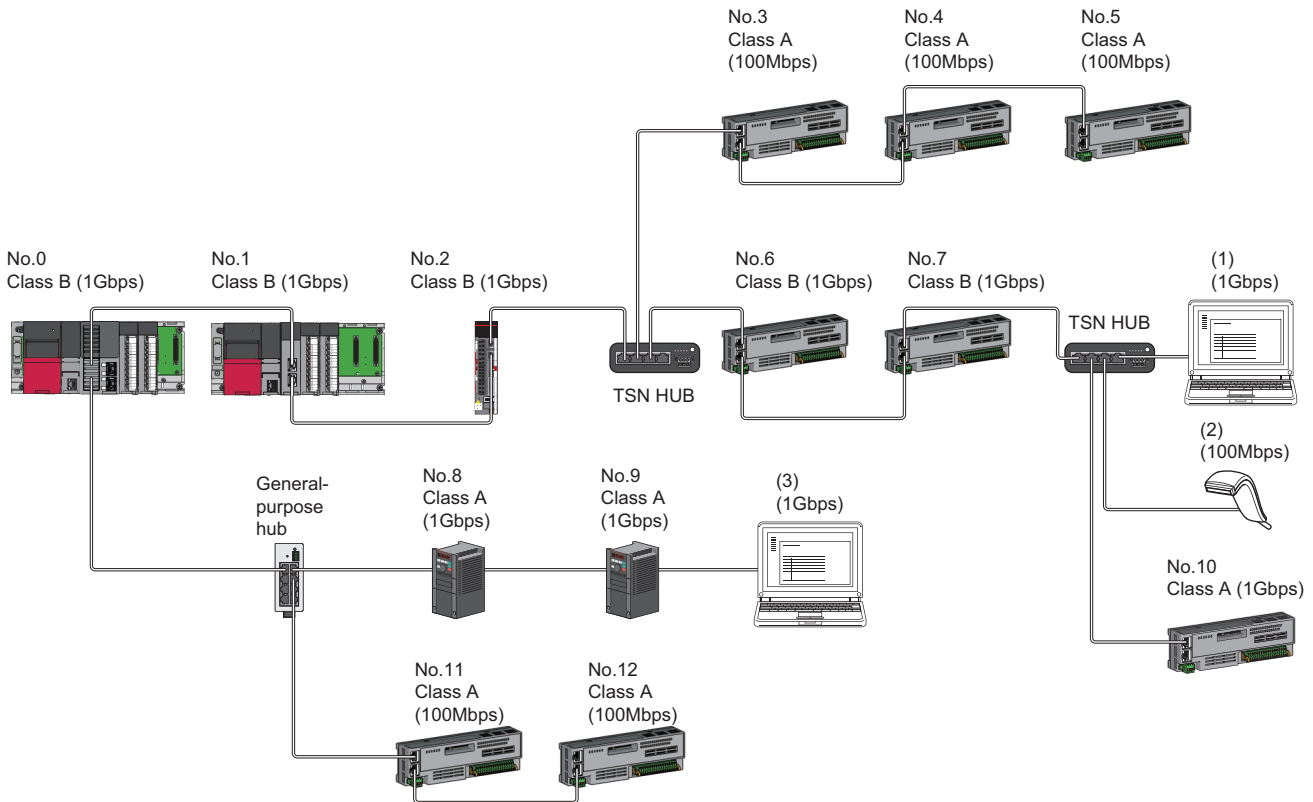 No.3
Class A
(100Mbps)
No.4
Class A
(100Mbps)
No.5
Class A
(100Mbps)
No.0
Class B (1Gbps)
No.1
Class B (1Gbps)
No.2
Class B (1Gbps)
No.6
Class B (1Gbps)
No.7
Class B (1Gbps)
(1)
(1Gbps)
TSN HUB
TSN HUB
(2)
(100Mbps)
General-
purpose
hub
No.8
Class A
(1Gbps)
No.9
Class A
(1Gbps)
(3)
(1Gbps)
No.10
Class A (1Gbps)
No.11
Class A
(100Mbps)
No.12
Class A
(100Mbps)